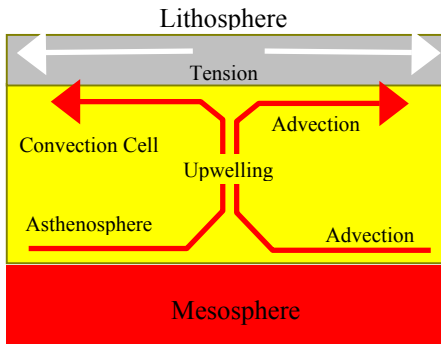 Lithosphere
Tension
Advection
Convection Cell
Upwelling
Asthenosphere
Advection
Mesosphere